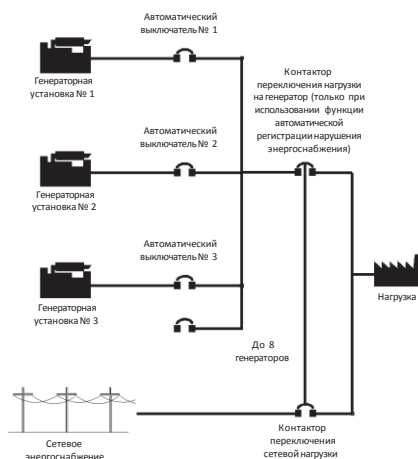 Автоматический
выключатель № 1
Генераторная
установка № 1
Контактор
переключения нагрузки
на генератор (только при
использовании функции
автоматической
регистрации нарушения
энергоснабжения)
Автоматический
выключатель № 2
Генераторная
установка № 2
Автоматический
выключатель № 3
Генераторная
установка № 3
Нагрузка
До 8
генераторов
Сетевое
энергоснабжение
Контактор
переключения
сетевой нагрузки